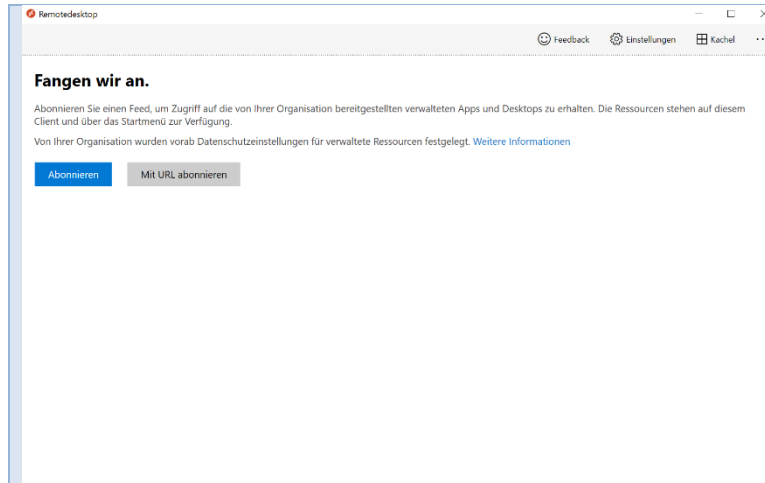 Remotedesktop
Feedback
Einstellungen
Kachel
Fangen wir an.
Abonnieren Sie einen Feed, um Zugriff auf die von Ihrer Organisation bereitgestellten verwalteten Apps und Desktops zu erhalten. Die Ressourcen stehen auf diesem
Client und über das Startmenü zur Verfügung.
Von Ihrer Organisation wurden vorab Datenschutzeinstellungen für verwaltete Ressourcen festgelegt. Weitere Informationen
Abonnieren
Mit URL abonnieren